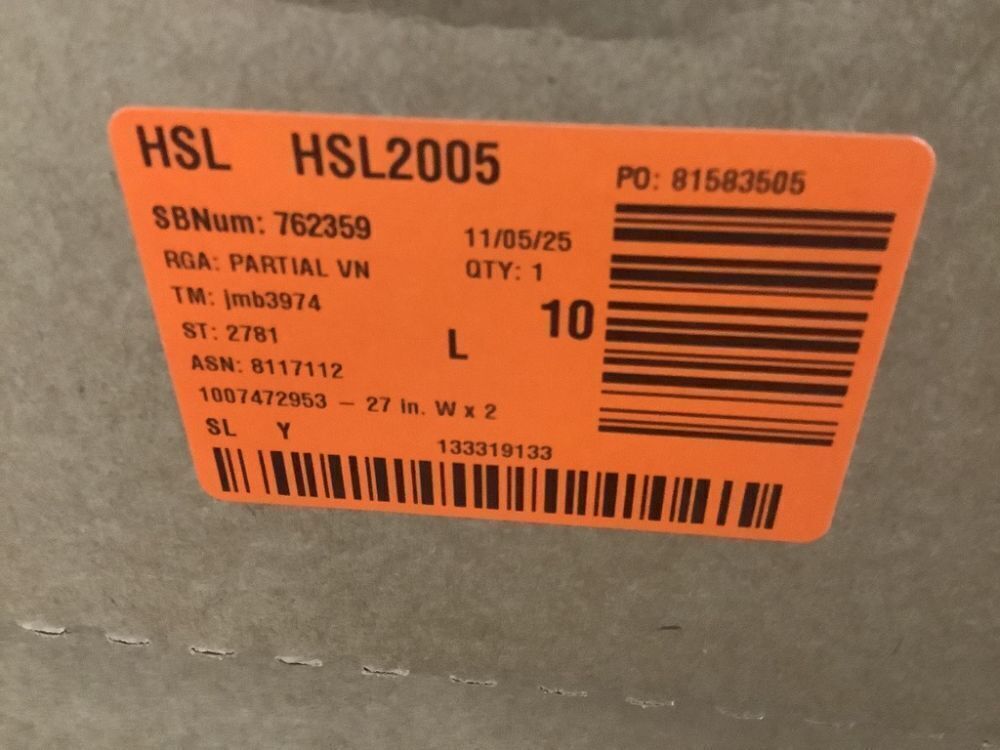 HSL HSL2005
PO: 81583505
SBNum: 762359
11/05/25
RGA: PARTIAL VN
QTY: 1
TM: jmb3974
10
ST: 2781
L
ASN: 8117112
1007472953 – 27 in. W x 2
SL Y
133319133